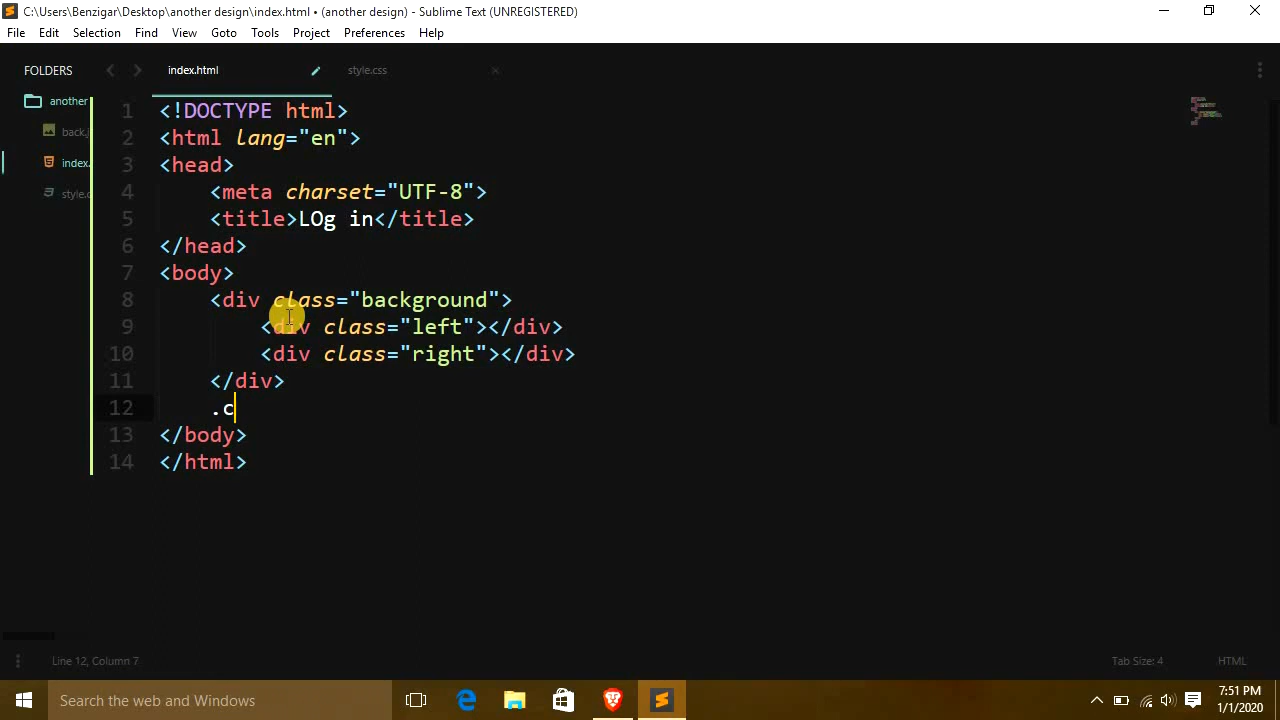 C:\Users\Benzigar\Desktop\another design\index.html • (another design) - Sublime Text (UNREGISTERED)
File Edit Selection Find View Goto Tools Project Preferences Help
FOLDERS
another
back.j
index.
style.c
index.html style.css
1 <!DOCTYPE html>
2 <html lang="en">
3 <head>
4 <meta charset="UTF-8">
5 <title>LOg in</title>
6 </head>
7 <body>
8 <div class="background">
9 <div class="left"></div>
10 <div class="right"></div>
11 </div>
12 .c
13 </body>
14 </html>
Line 12, Column 7 Tab Size: 4 HTML
Search the web and Windows
7:51 PM
1/1/2020